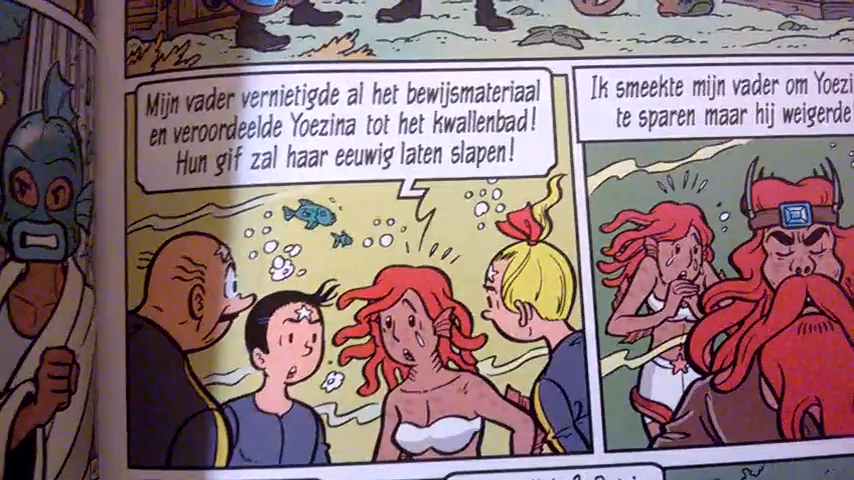 Mijn vader vernietigde al het bewijsmateriaal
en veroordeelde Yoezina tot het kwallenbad!
Hun gif zal haar eeuwig laten slapen!
Ik smeekte mijn vader om
te sparen maar hij weigerde